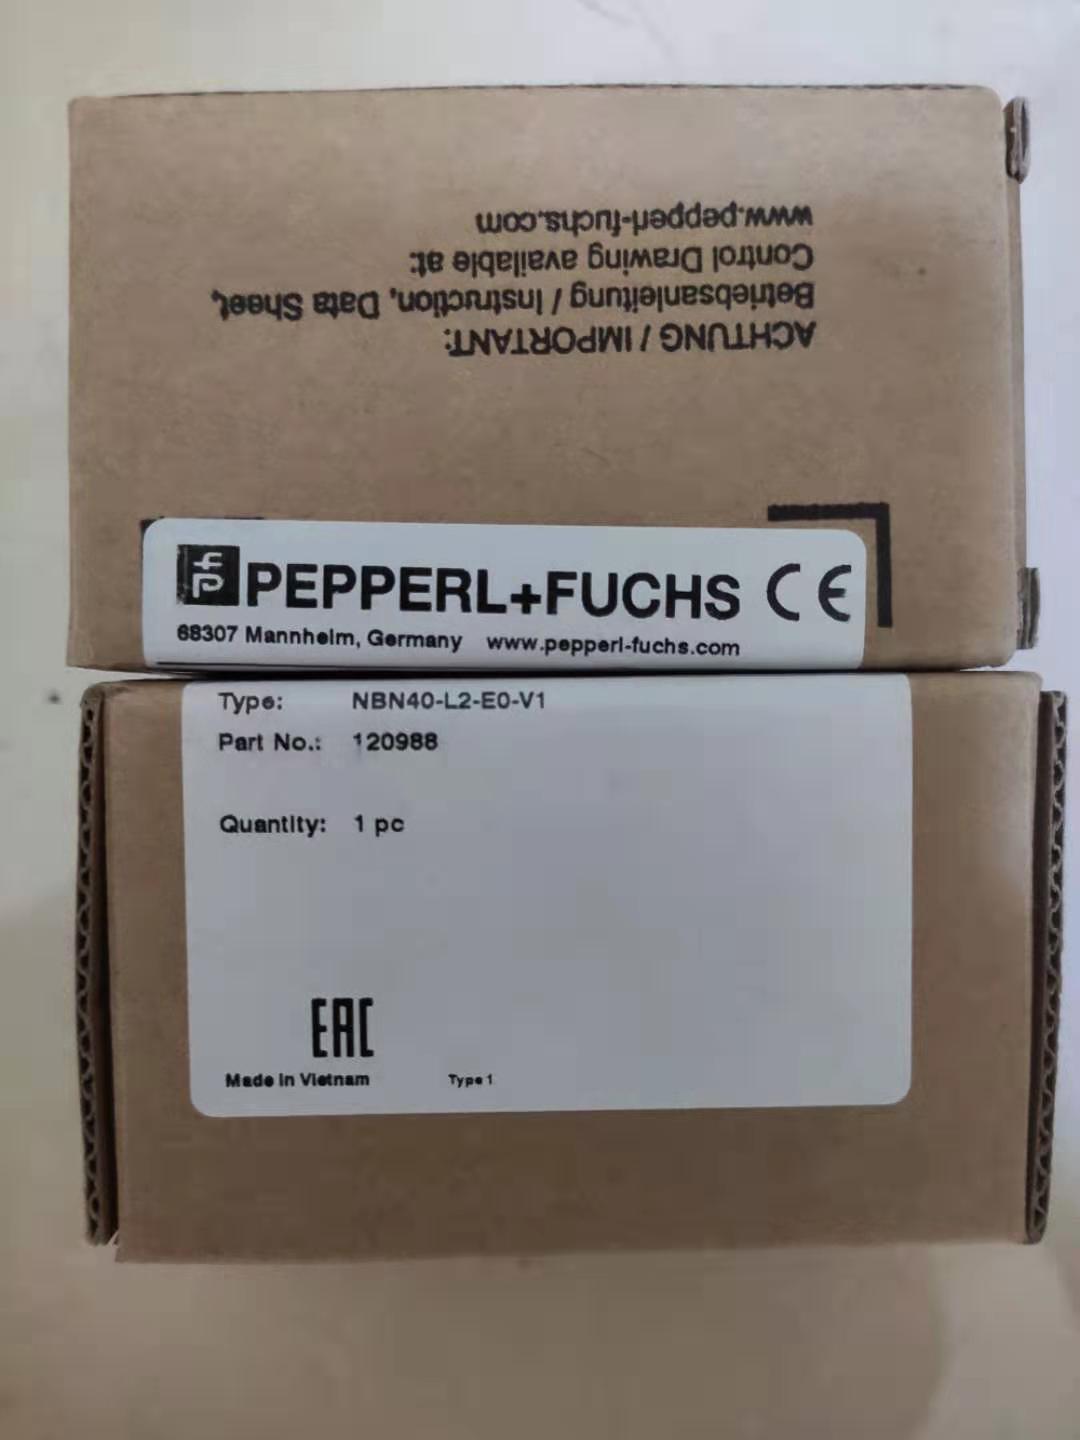 ACHTUNG / IMPORTANT:
Betriebsanleitung / Instruction, Data Sheet,
Control Drawing available at:
www.pepperl-fuchs.com
PEPPERL+FUCHS CE
68307 Mannheim, Germany www.pepperl-fuchs.com
Type: NBN40-L2-E0-V1
Part No.: 120988
Quantity: 1 pc
EAC
Made in Vietnam Type 1